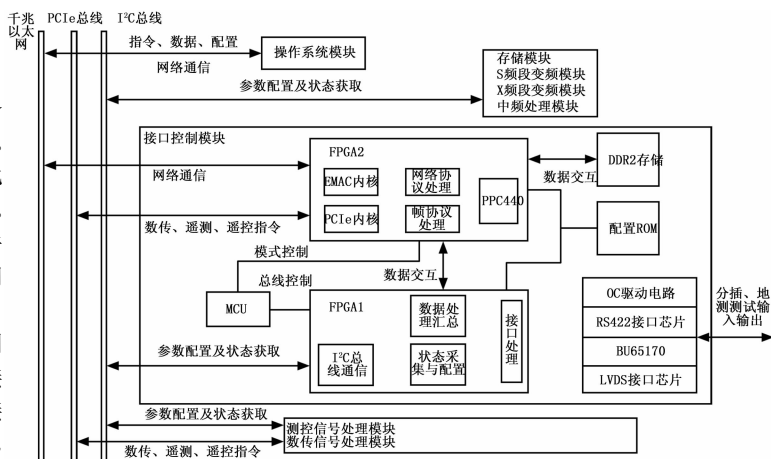 千兆
以太
网
PCIe总线
I²C总线
指令、数据、配置
网络通信
操作系统模块
参数配置及状态获取
存储模块
S频段变频模块
X频段变频模块
中频处理模块
接口控制模块
网络通信
FPGA2
EMAC内核
网络协
议处理
PPC440
PCIe内核
帧协议
处理
数据交互
DDR2存储
配置ROM
数传、遥测、遥控指令
模式控制
总线控制
数据交互
MCU
FPGA1
数据处
理汇总
接口处理
I²C总
线通信
状态采
集与配置
参数配置及状态获取
OC驱动电路
RS422接口芯片
BU65170
LVDS接口芯片
分插、地
测测试输
入输出
参数配置及状态获取
数传、遥测、遥控指令
测控信号处理模块
数传信号处理模块